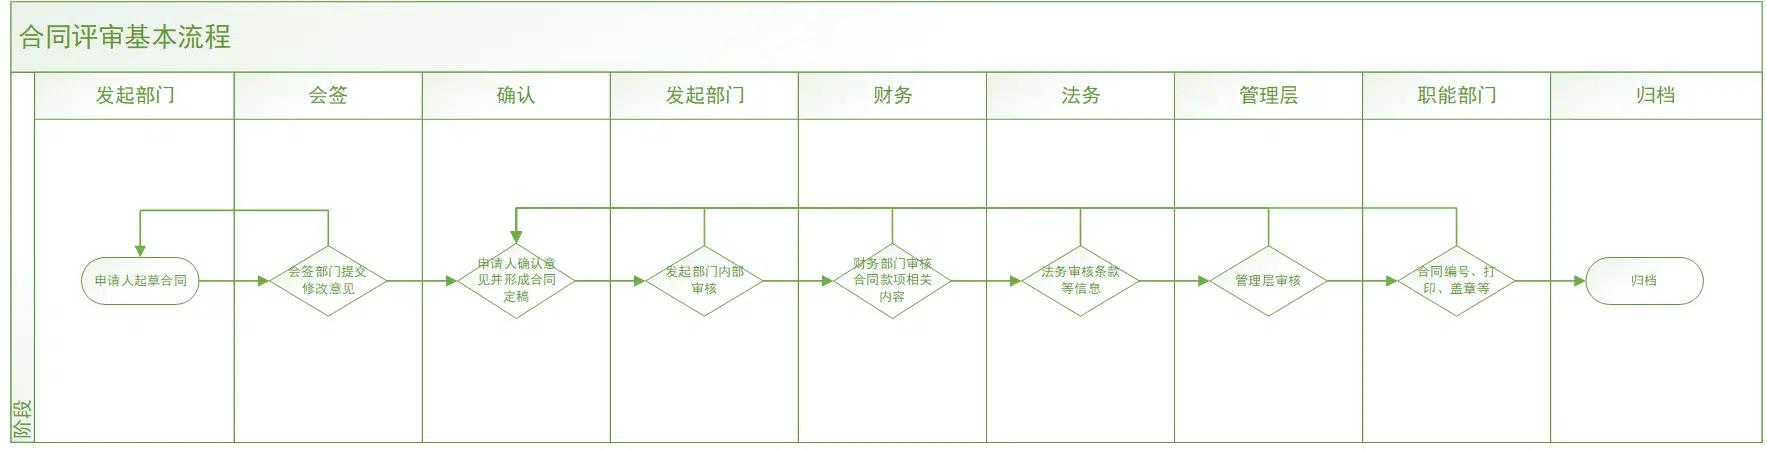 合同评审基本流程
发起部门
会签
确认
发起部门
财务
法务
管理层
职能部门
归档
申请人起草合同
会签部门提交
修改意见
申请人确认意
见并形成合同
定稿
发起部门内部
审核
财务部门审核
合同款项相关
内容
法务审核条款
等信息
管理层审核
合同编号、打
印、盖章等
归档
阶段